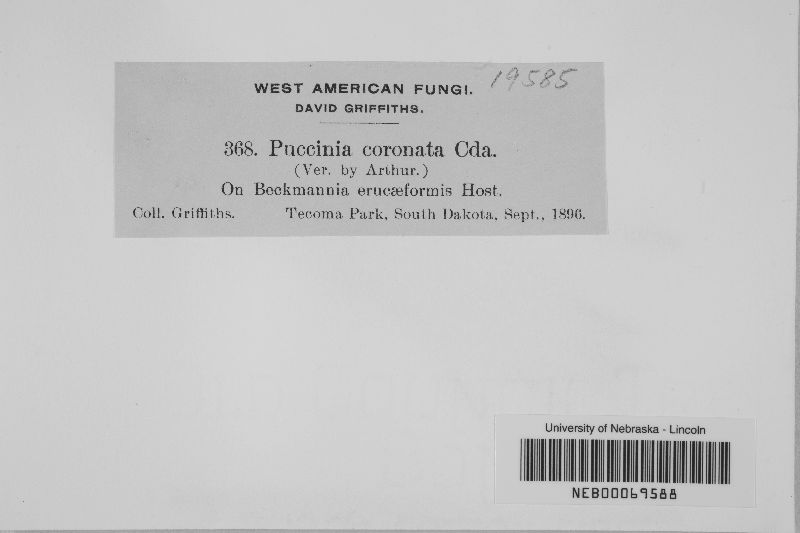 19585
WEST AMERICAN FUNGI.
DAVID GRIFFITHS.
368. Puccinia coronata Cda.
(Ver. by Arthur.)
On Beckmannia erucæformis Host.
Coll. Griffiths. Tecoma Park, South Dakota, Sept., 1896.
University of Nebraska - Lincoln
NEB00069588